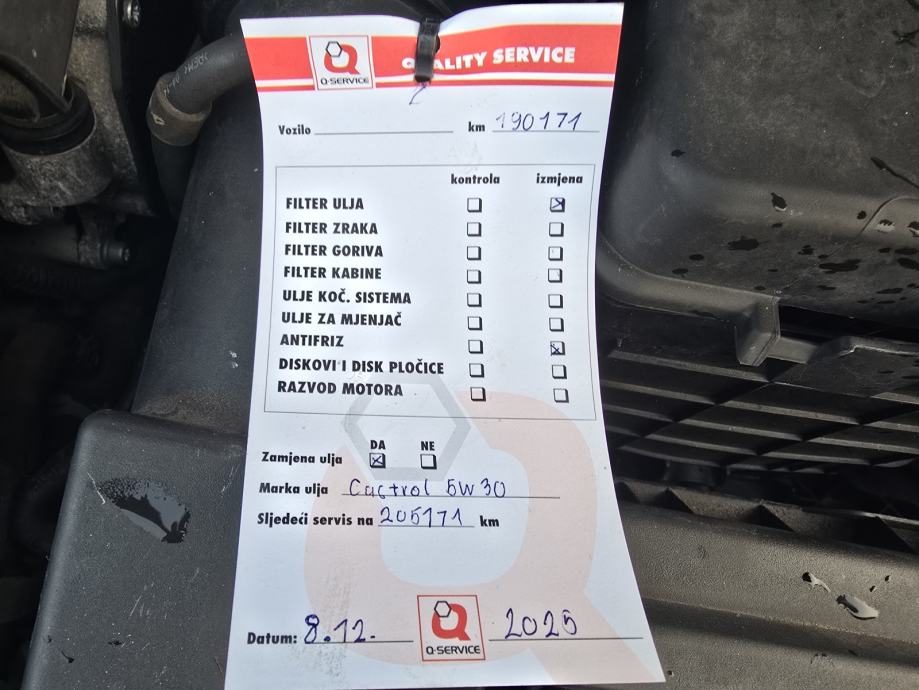 Q-SERVICE QUALITY SERVICE
Vozilo km 190171
kontrola izmjena
FILTER ULJA
FILTER ZRAKA
FILTER GORIVA
FILTER KABINE
ULJE KOČ. SISTEMA
ULJE ZA MJENJAČ
ANTIFRIZ
DISKOVI I DISK PLOČICE
RAZVOD MOTORA
DA NE
Zamjena ulja
Marka ulja Castrol 5W30
Sljedeći servis na 205171 km
Datum: 8.12. Q-SERVICE 2025